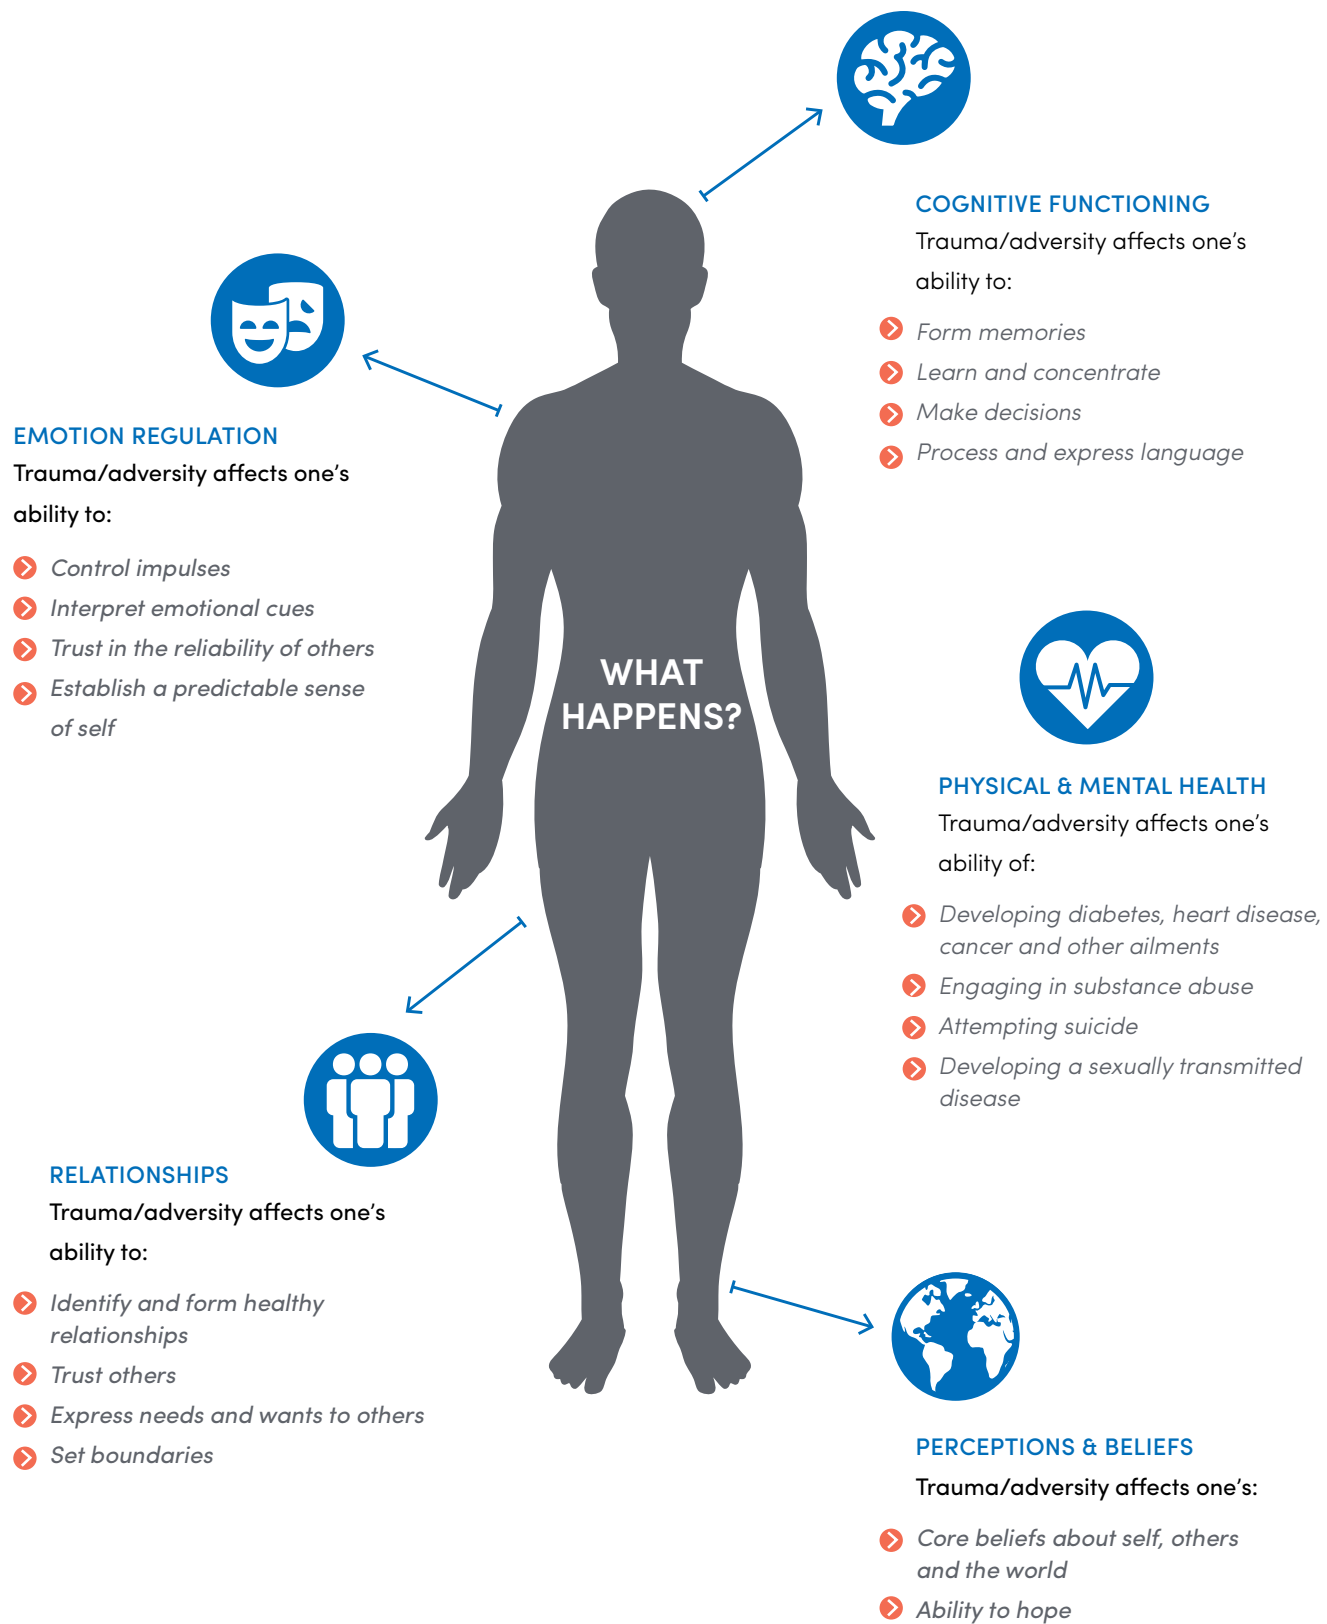 COGNITIVE FUNCTIONING
Trauma/adversity affects one’s
ability to:
Form memories
Learn and concentrate
Make decisions
Process and express language
EMOTION REGULATION
Trauma/adversity affects one’s
ability to:
Control impulses
Interpret emotional cues
Trust in the reliability of others
Establish a predictable sense
of self
WHAT
HAPPENS?
PHYSICAL & MENTAL HEALTH
Trauma/adversity affects one’s
ability of:
Developing diabetes, heart disease,
cancer and other ailments
Engaging in substance abuse
Attempting suicide
Developing a sexually transmitted
disease
RELATIONSHIPS
Trauma/adversity affects one’s
ability to:
Identify and form healthy
relationships
Trust others
Express needs and wants to others
Set boundaries
PERCEPTIONS & BELIEFS
Trauma/adversity affects one’s:
Core beliefs about self, others
and the world
Ability to hope